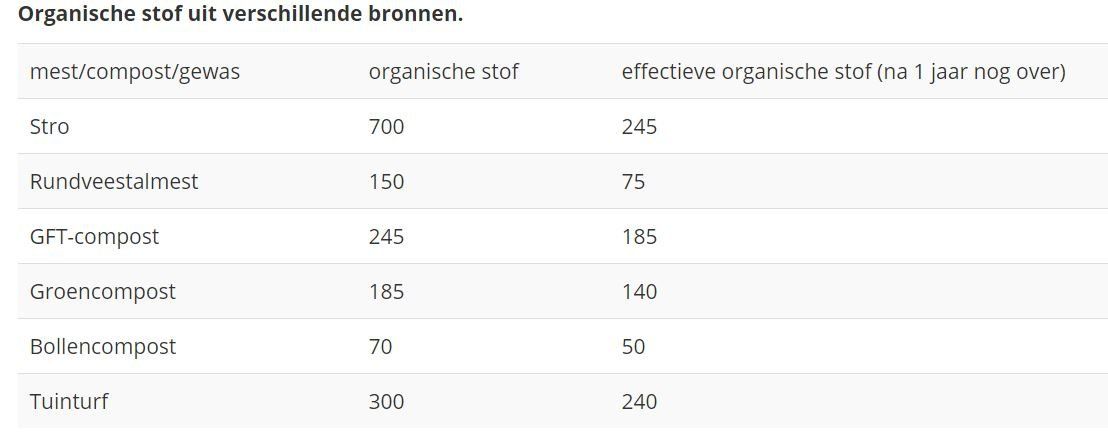 Organische stof uit verschillende bronnen.
mest/compost/gewas organische stof effectieve organische stof (na 1 jaar nog over)
Stro 700 245
Rundveestalmest 150 75
GFT-compost 245 185
Groencompost 185 140
Bollencompost 70 50
Tuinturf 300 240